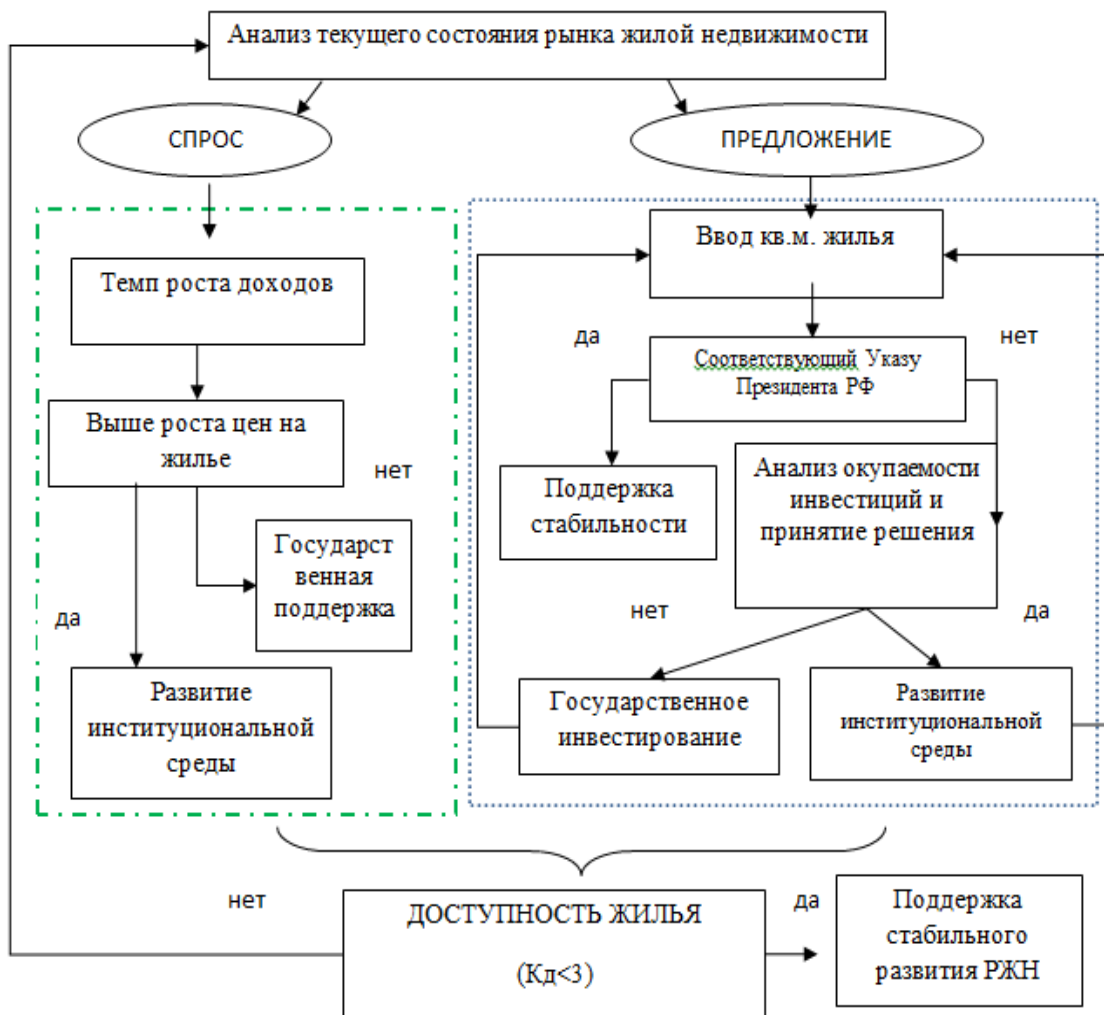 Анализ текущего состояния рынка жилой недвижимости
СПРОС
ПРЕДЛОЖЕНИЕ
Темп роста доходов
Выше роста цен на
жилье
нет
Государст
венная
поддержка
да
Развитие
институциональной
среды
Ввод кв.м. жилья
да
нет
Соответствующий Указу
Президента РФ
Поддержка
стабильности
Анализ окупаемости
инвестиций и
принятие решения
нет
да
Государственное
инвестирование
Развитие
институциональной
среды
нет
ДОСТУПНОСТЬ ЖИЛЬЯ
(Кд<3)
да
Поддержка
стабильного
развития РЖН